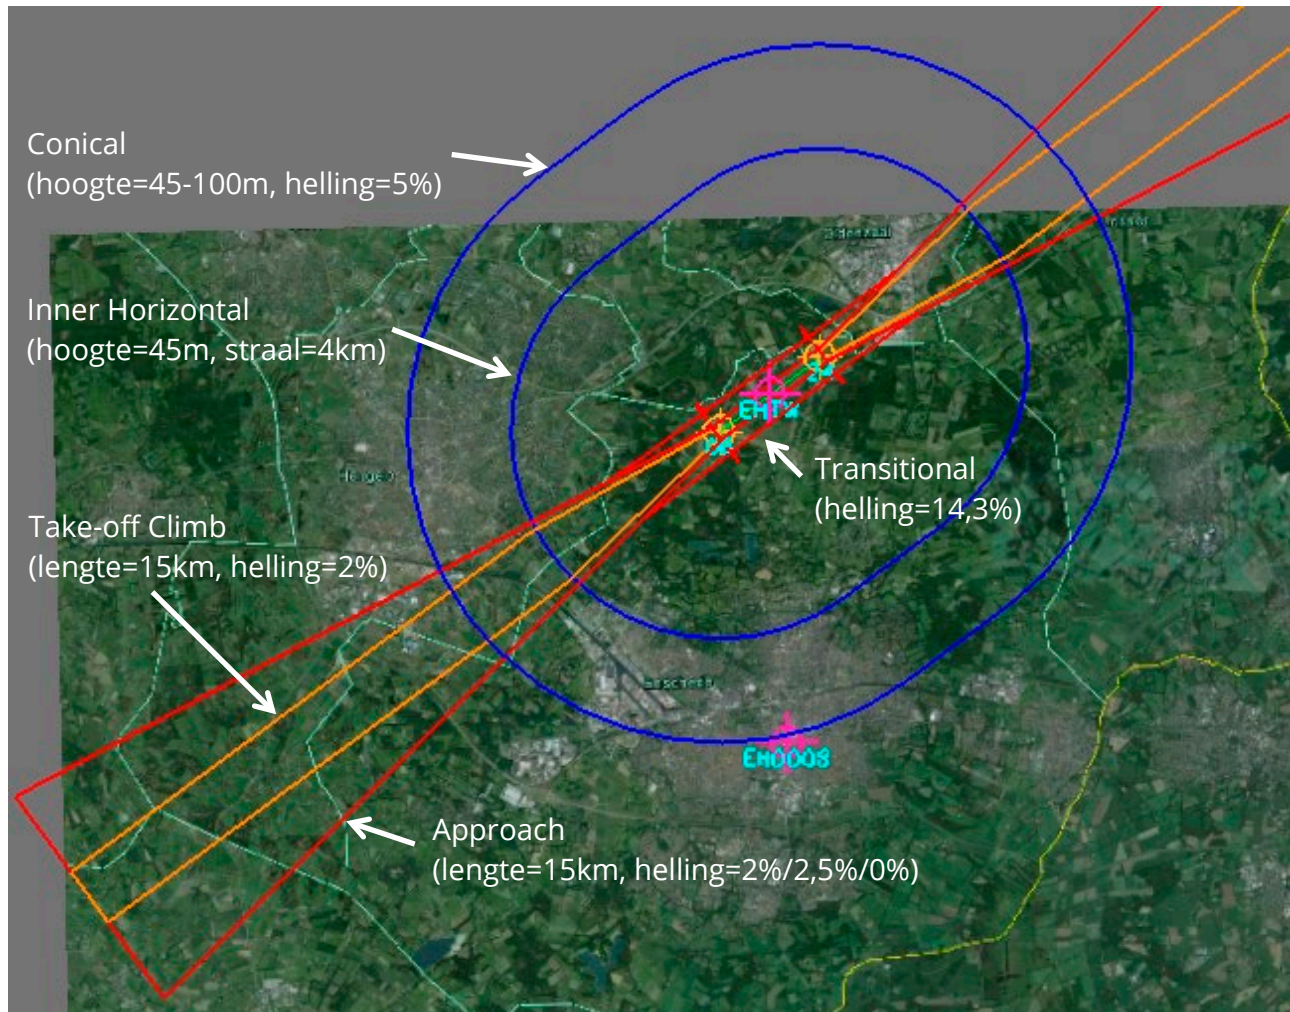 Conical
(hoogte=45-100m, helling=5%)
Inner Horizontal
(hoogte=45m, straal=4km)
EHTW
Transitional
(helling=14,3%)
Take-off Climb
(lengte=15km, helling=2%)
Enschede
EH0008
Approach
(lengte=15km, helling=2%/2,5%/0%)